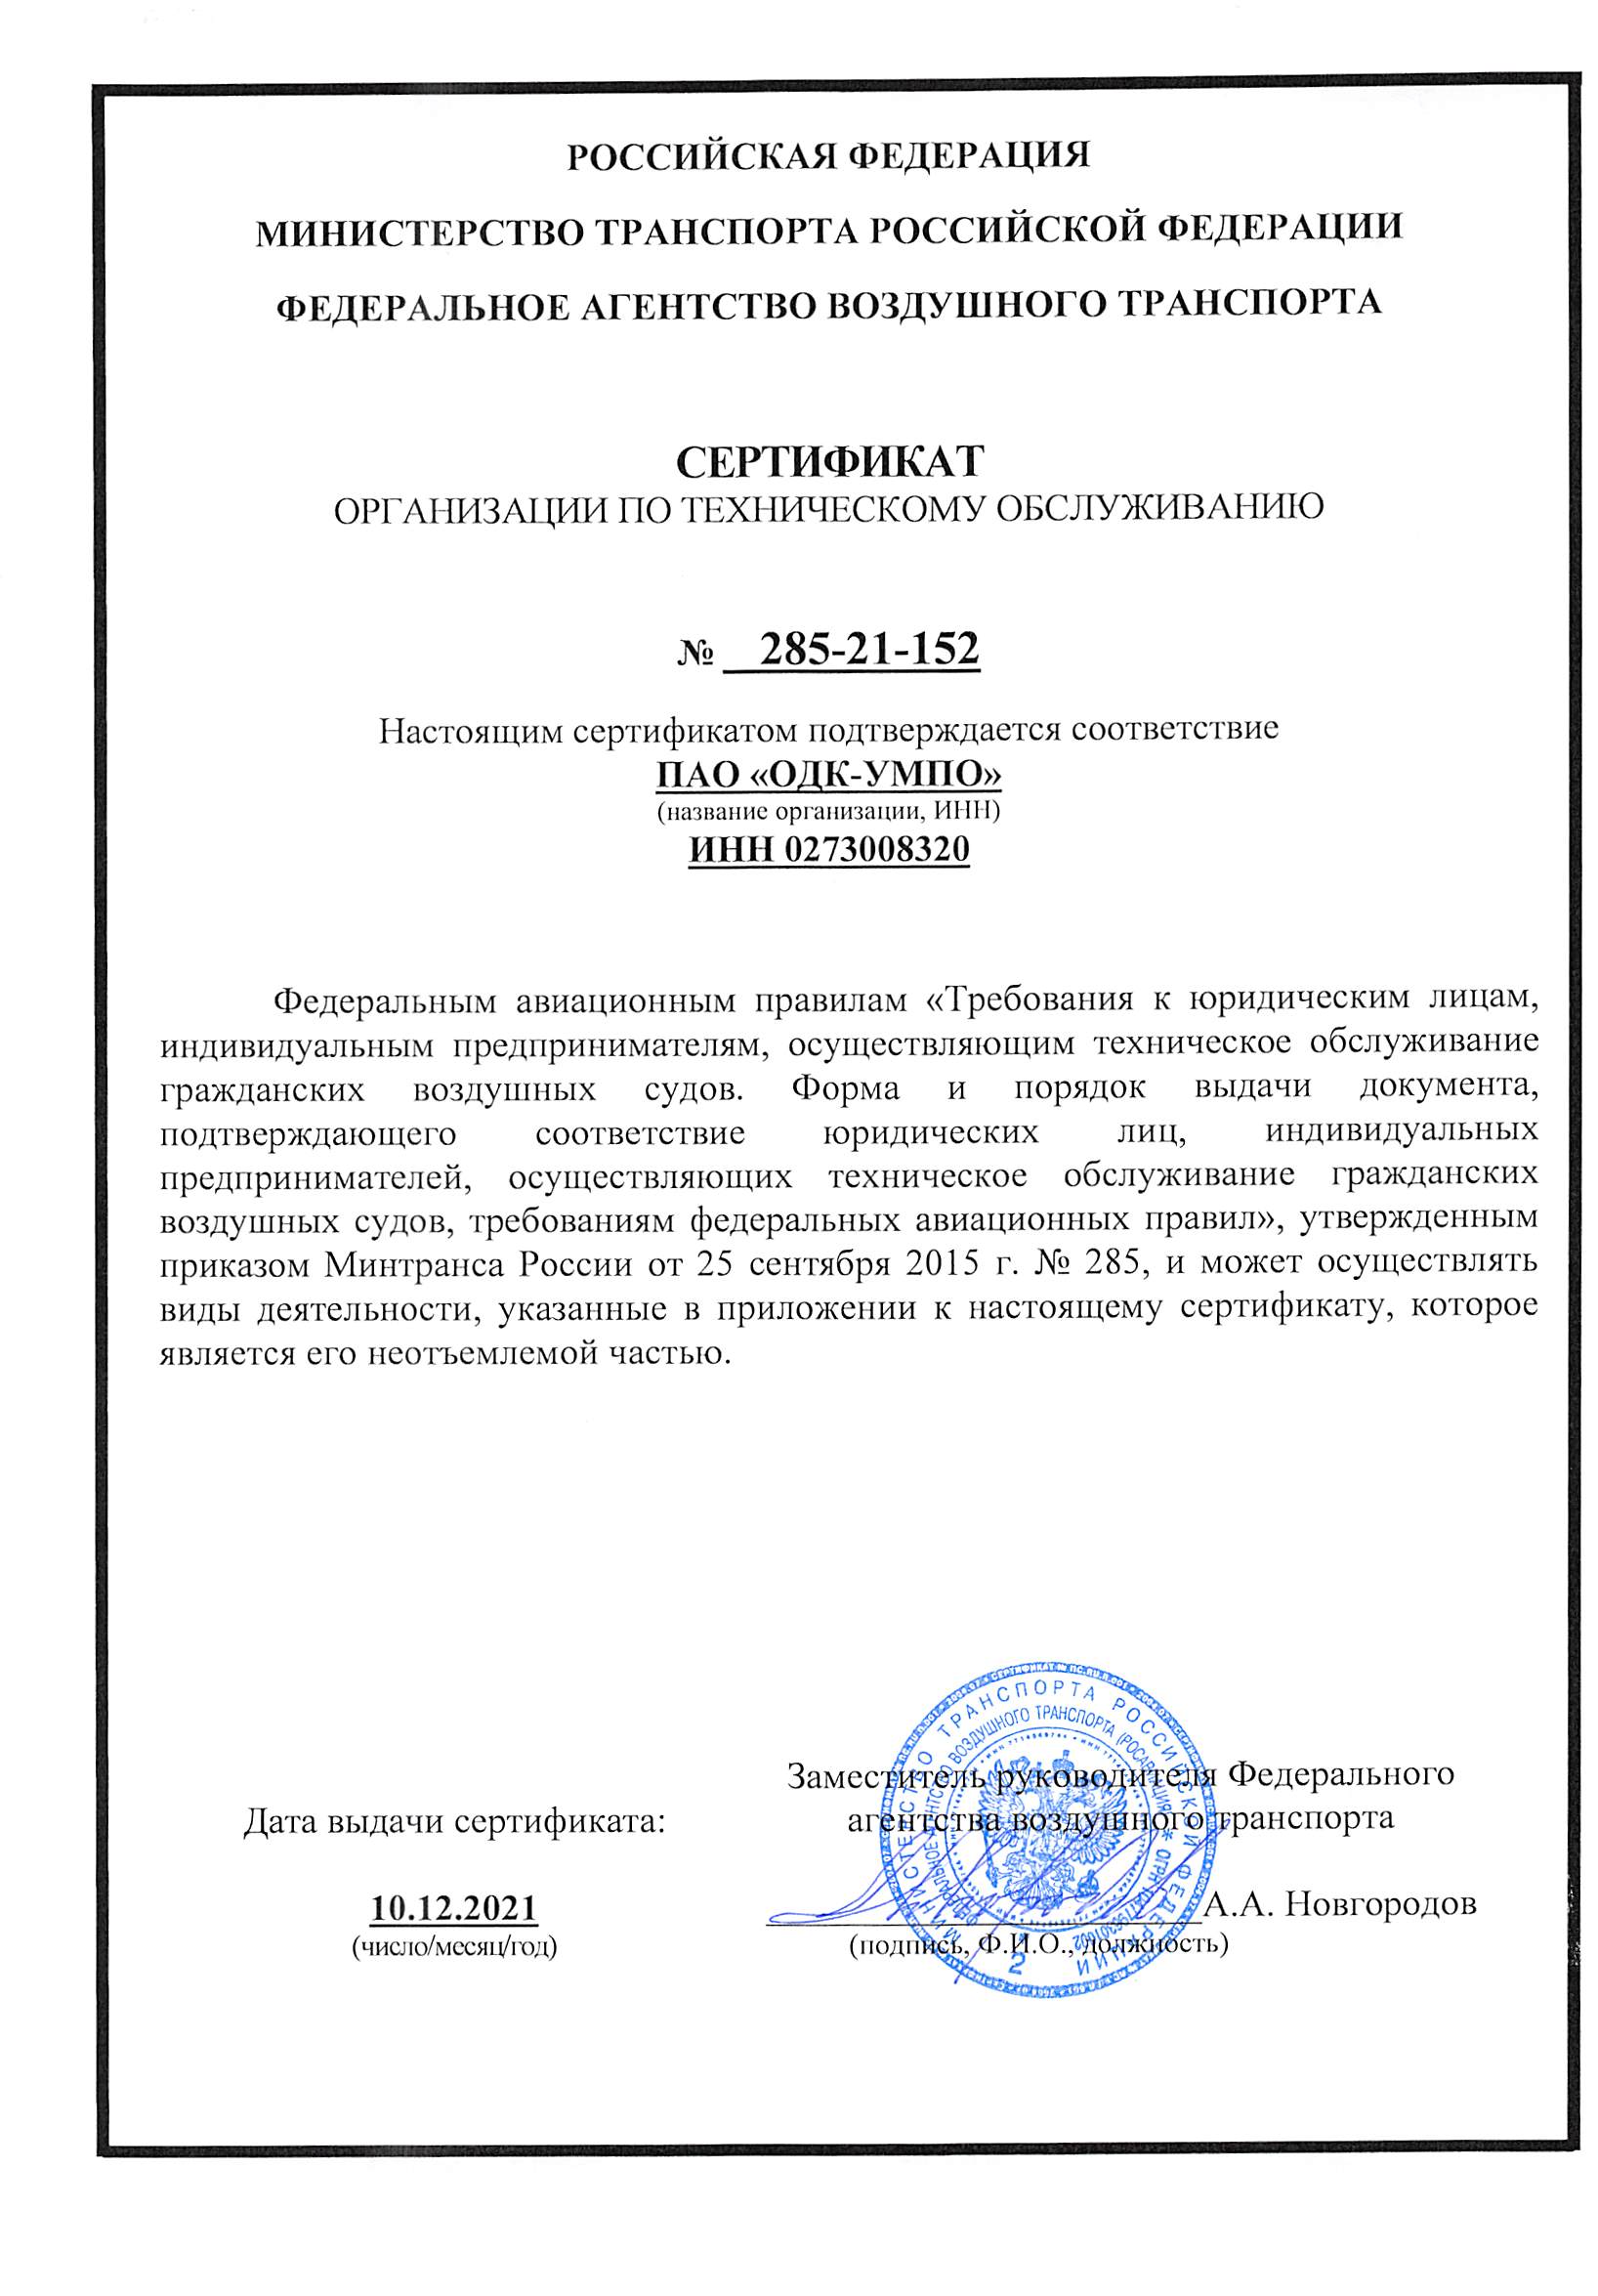 РОССИЙСКАЯ ФЕДЕРАЦИЯ
МИНИСТЕРСТВО ТРАНСПОРТА РОССИЙСКОЙ ФЕДЕРАЦИИ
ФЕДЕРАЛЬНОЕ АГЕНТСТВО ВОЗДУШНОГО ТРАНСПОРТА
СЕРТИФИКАТ
ОРГАНИЗАЦИИ ПО ТЕХНИЧЕСКОМУ ОБСЛУЖИВАНИЮ
№ 285-21-152
Настоящим сертификатом подтверждается соответствие
ПАО «ОДК-УМПО»
(название организации, ИНН)
ИНН 0273008320
Федеральным авиационным правилам «Требования к юридическим лицам,
индивидуальным предпринимателям, осуществляющим техническое обслуживание
гражданских воздушных судов. Форма и порядок выдачи документа,
подтверждающего соответствие юридических лиц, индивидуальных
предпринимателей, осуществляющих техническое обслуживание гражданских
воздушных судов, требованиям федеральных авиационных правил», утвержденным
приказом Минтранса России от 25 сентября 2015 г. № 285, и может осуществлять
виды деятельности, указанные в приложении к настоящему сертификату, которое
является его неотъемлемой частью.
Заместитель руководителя Федерального
агентства воздушного транспорта
Дата выдачи сертификата:
10.12.2021
А.А. Новгородов
(число/месяц/год)
(подпись, Ф.И.О., должность)
МИНИСТЕРСТВО ТРАНСПОРТА РОССИЙСКОЙ ФЕДЕРАЦИИ
ФЕДЕРАЛЬНОЕ АГЕНТСТВО ВОЗДУШНОГО ТРАНСПОРТА (РОСАВИАЦИЯ) * ОГРН
2